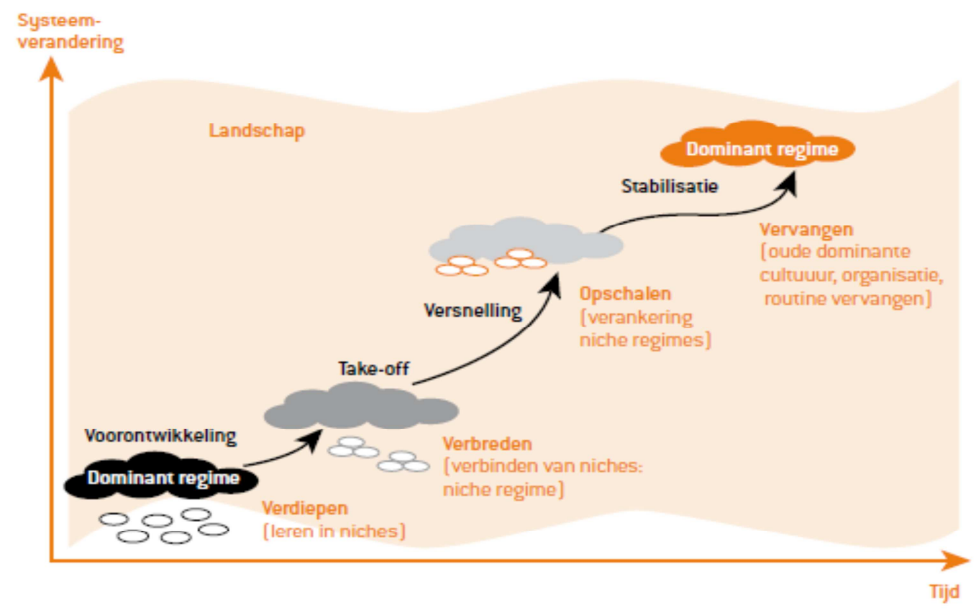 Systeem-
verandering
Landschap
Dominant regime
Stabilisatie
Vervangen
(oude dominante
cultuuur, organisatie,
routine vervangen)
Versnelling
Opschalen
(verankering
niche regimes)
Take-off
Voorontwikkeling
Verbreden
(verbinden van niches:
niche regime)
Dominant regime
Verdiepen
(leren in niches)
Tijd